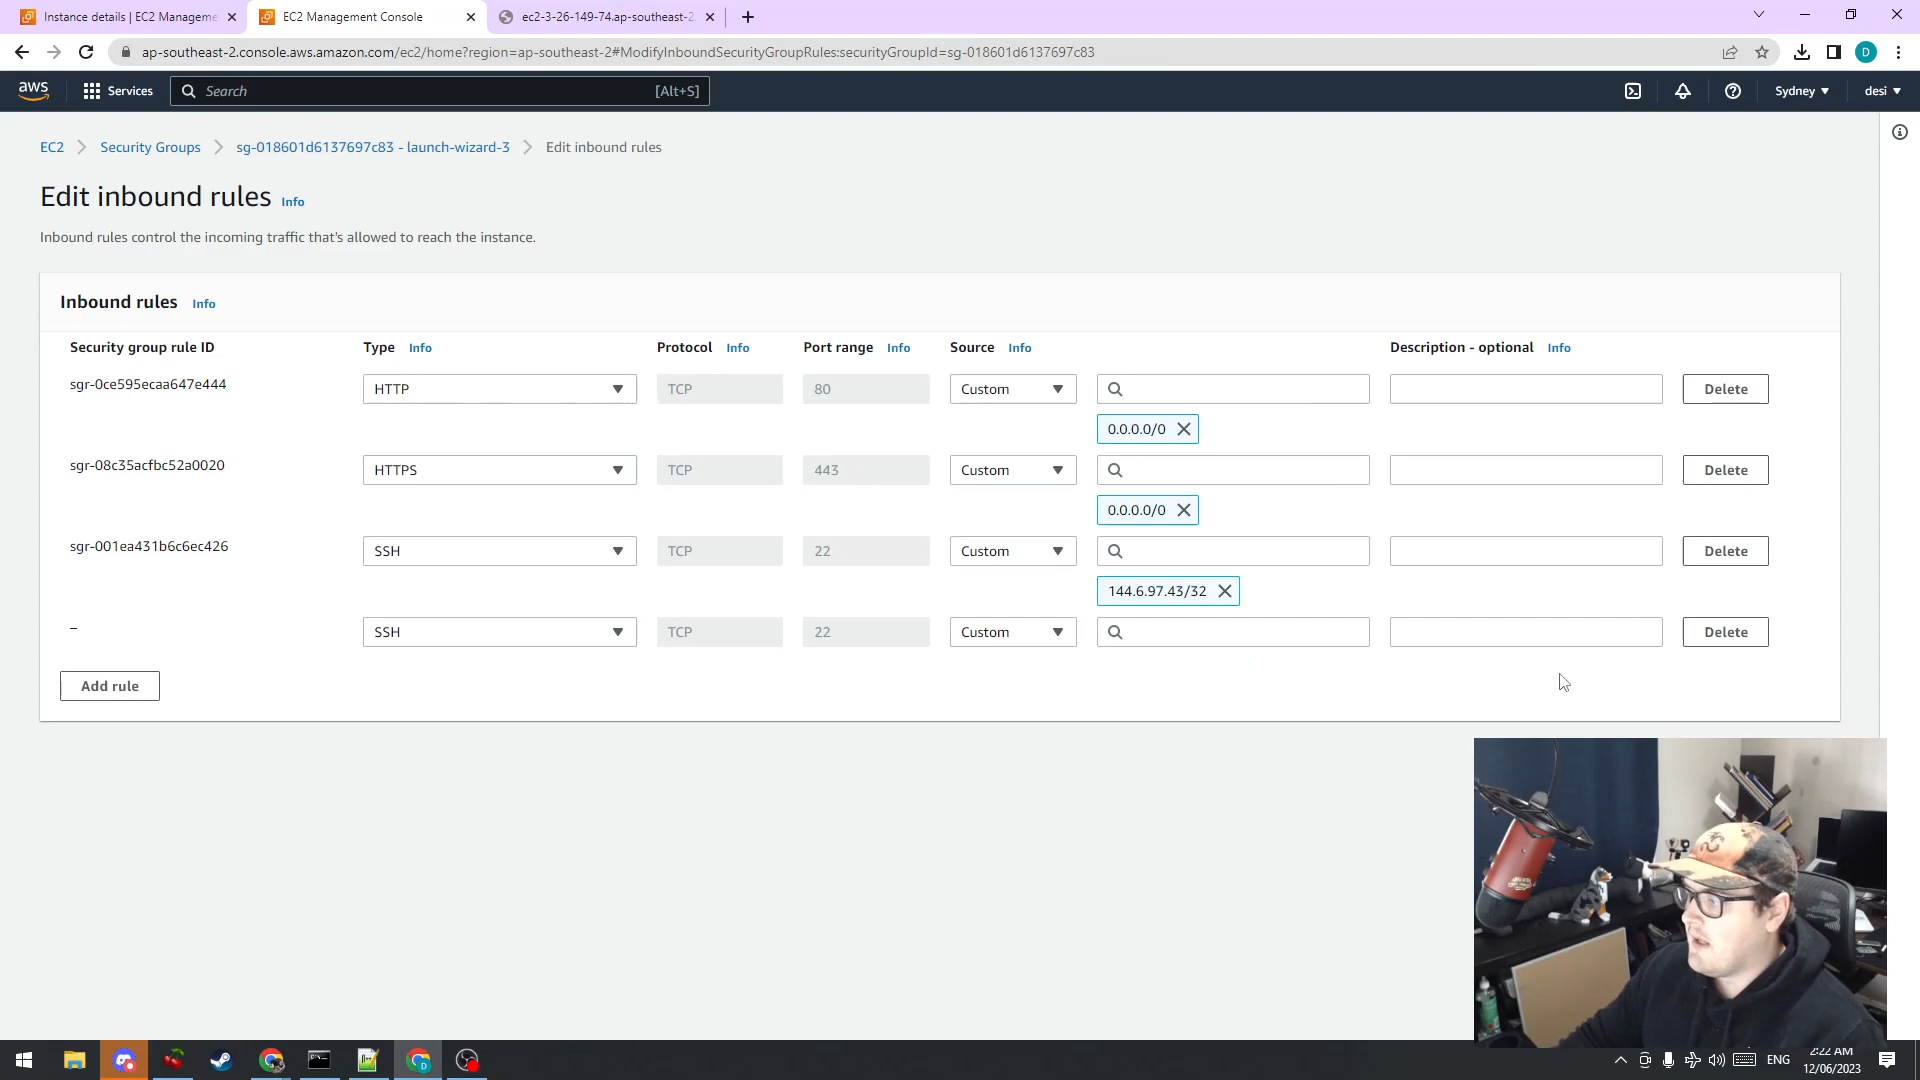 Instance details | EC2 Manageme
EC2 Management Console
ec2-3-26-149-74.ap-southeast-2.
ap-southeast-2.console.aws.amazon.com/ec2/home?region=ap-southeast-2#ModifyInboundSecurityGroupRules:securityGroupId=sg-018601d6137697c83
D
aws
Services
Search
[Alt+S]
Sydney
desi
EC2
Security Groups
sg-018601d6137697c83 - launch-wizard-3
Edit inbound rules
Edit inbound rules Info
Inbound rules control the incoming traffic that's allowed to reach the instance.
Inbound rules Info
Security group rule ID
Type Info
Protocol Info
Port range Info
Source Info
Description - optional Info
sgr-0ce595ecaa647e444
HTTP
TCP
80
Custom
Delete
0.0.0.0/0
sgr-08c35acfbc52a0020
HTTPS
TCP
443
Custom
Delete
0.0.0.0/0
sgr-001ea431b6c6ec426
SSH
TCP
22
Custom
Delete
144.6.97.43/32
–
SSH
TCP
22
Custom
Delete
Add rule
ENG
2:22 AM
12/06/2023